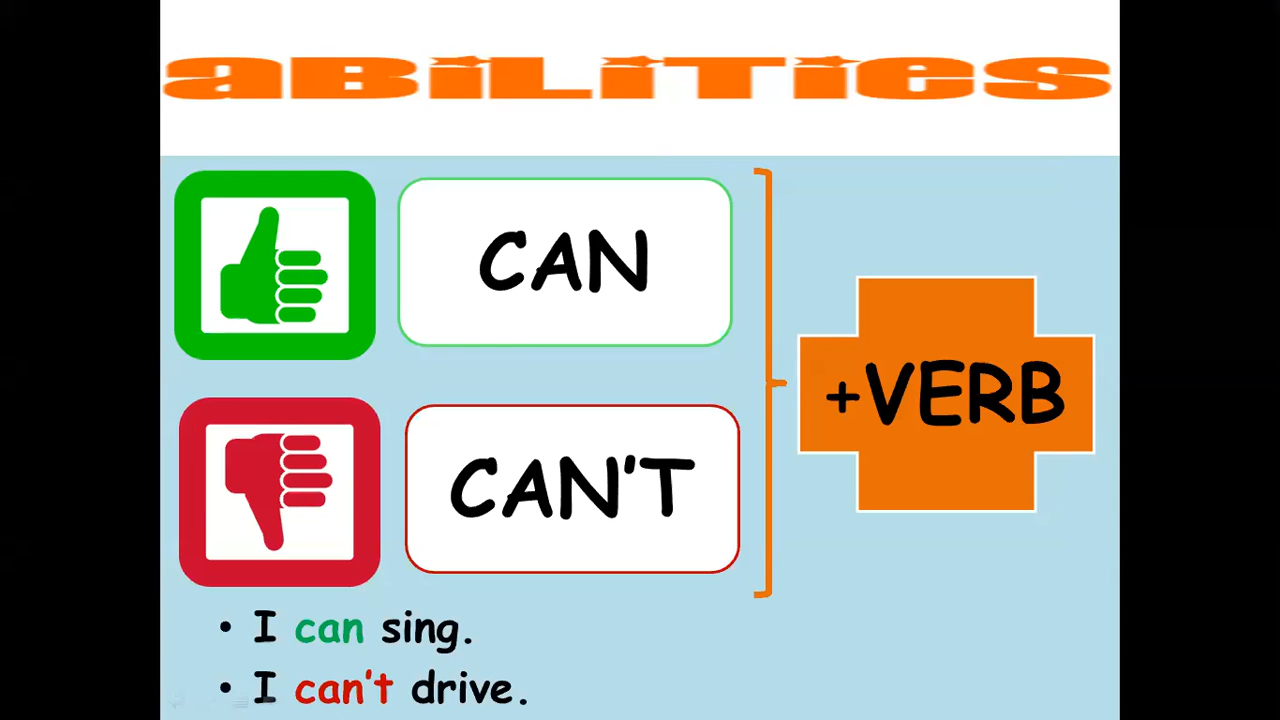 aBiLiTies
CAN
+VERB
CAN'T
• I can sing.
• I can't drive.